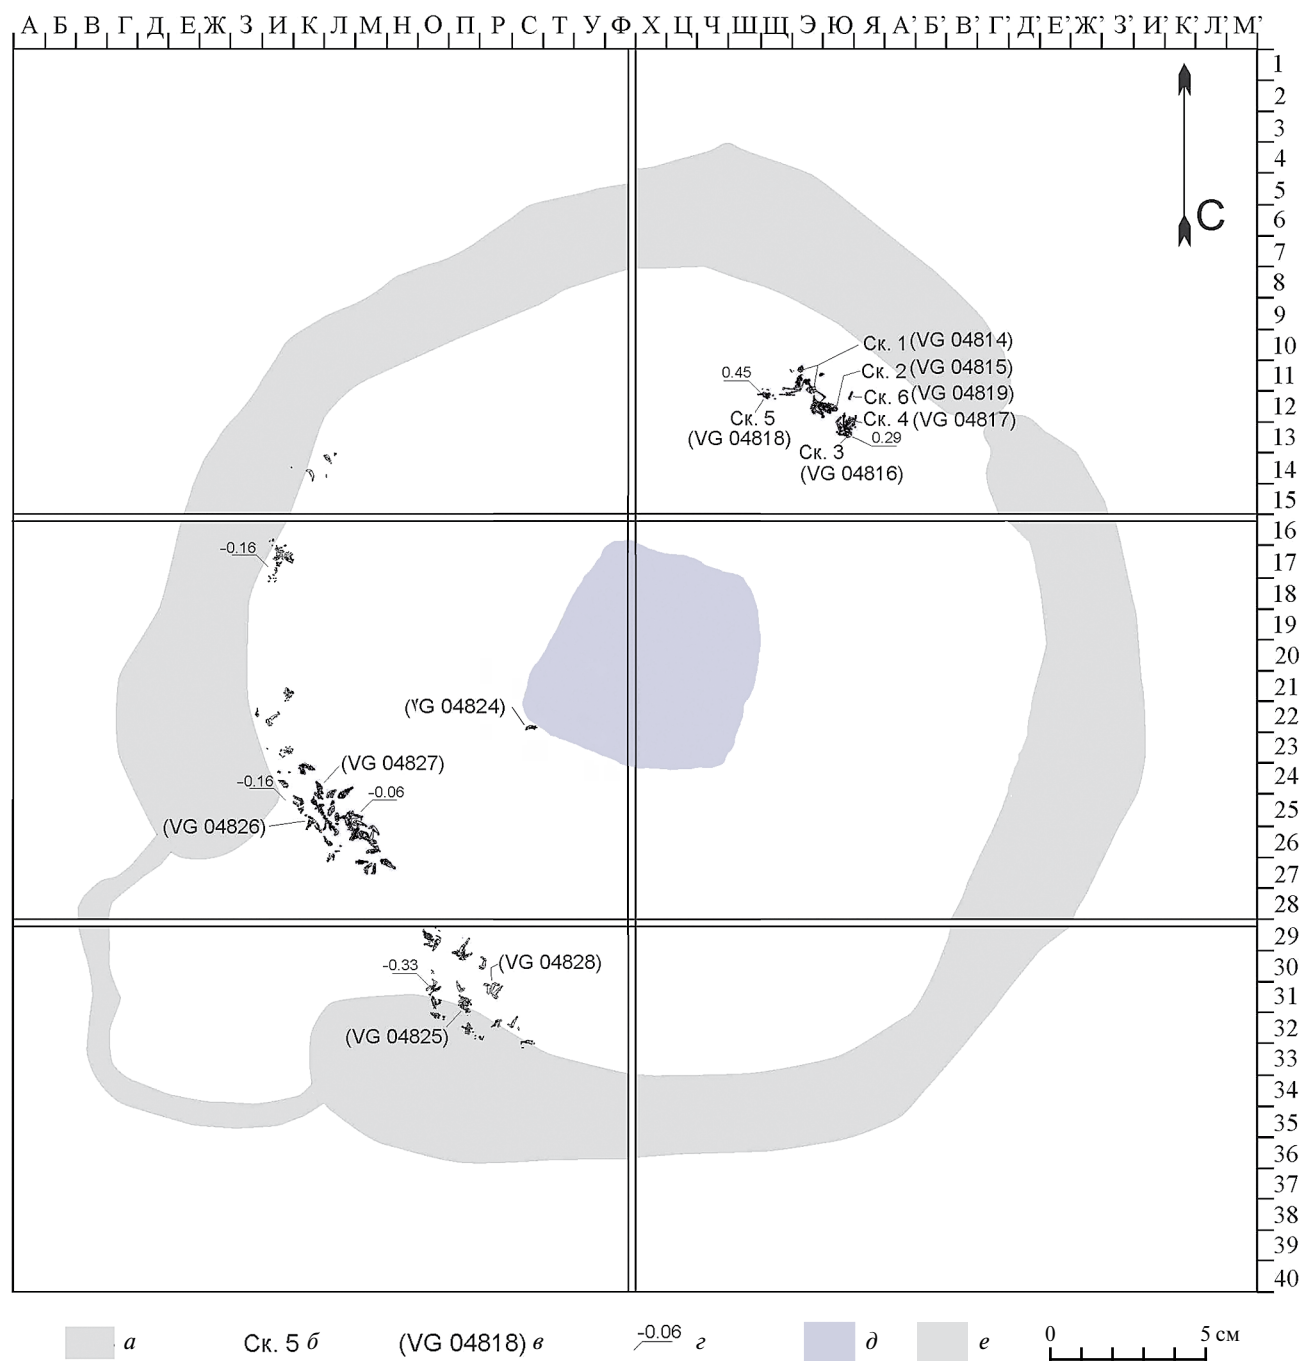 А Б В Г Д Е Ж З И К Л М Н О П Р С Т У Ф Х Ц Ч Ш Щ Э Ю Я А’ Б’ В’ Г’ Д’ Е’ Ж’ З’ И’ К’ Л’ М’
1
2
3
4
5
6
С
7
8
9
10
Ск. 1 (VG 04814)
11
0.45
Ск. 2 (VG 04815)
12
Ск. 6 (VG 04819)
Ск. 5
Ск. 4 (VG 04817)
13
(VG 04818)
0.29
Ск. 3
14
(VG 04816)
15
16
-0.16
17
18
19
20
21
(VG 04824)
22
23
(VG 04827)
24
-0.16
-0.06
25
(VG 04826)
26
27
28
29
(VG 04828)
-0.33
30
31
(VG 04825)
32
33
34
35
36
37
38
39
40
а Ск. 5 б (VG 04818) в -0.06 г д е 0 5 см